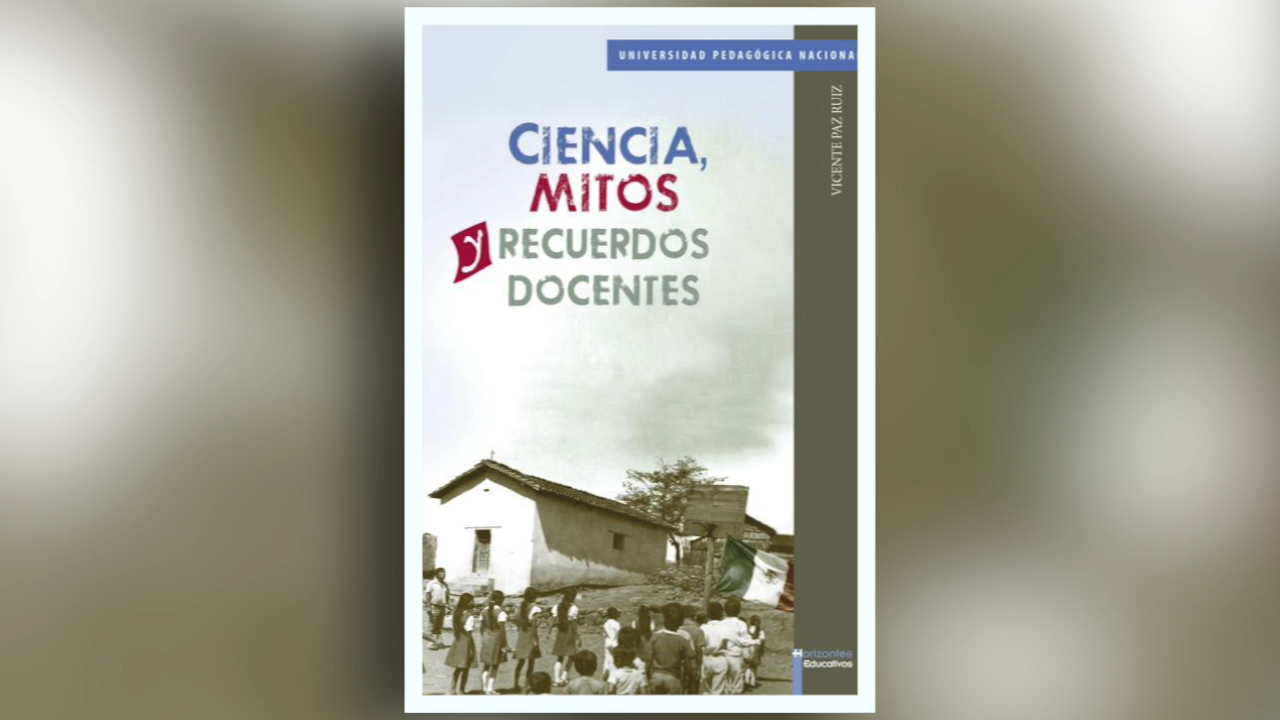 UNIVERSIDAD PEDAGÓGICA NACIONA
VICENTE PAZ RUIZ
CIENCIA,
MITOS
y RECUERDOS
DOCENTES
Horizontes
Educativos